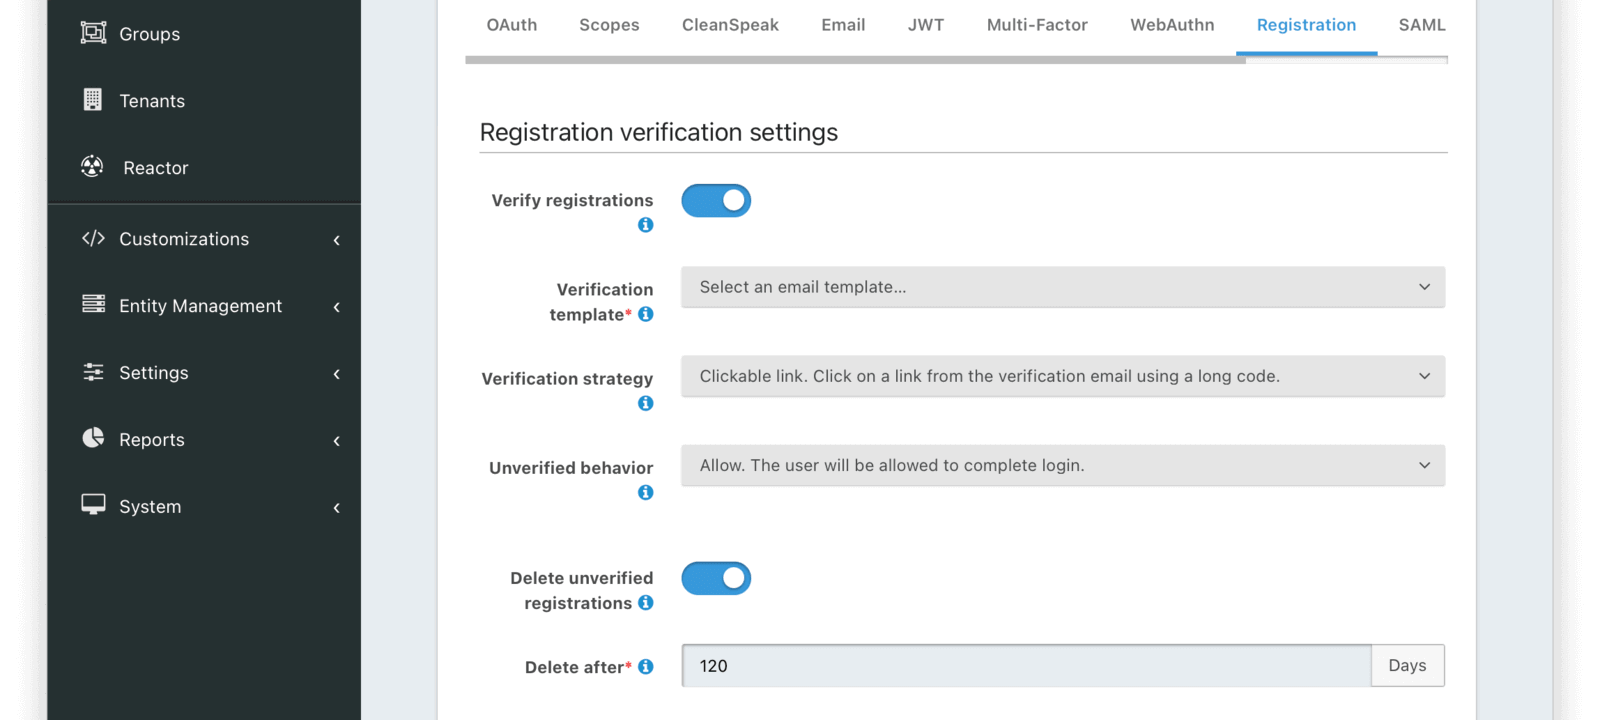 Groups
Tenants
Reactor
Customizations
Entity Management
Settings
Reports
System
OAuth Scopes CleanSpeak Email JWT Multi-Factor WebAuthn Registration SAML
Registration verification settings
Verify registrations
Verification
template*
Select an email template...
Verification strategy
Clickable link. Click on a link from the verification email using a long code.
Unverified behavior
Allow. The user will be allowed to complete login.
Delete unverified
registrations
Delete after*
120 Days